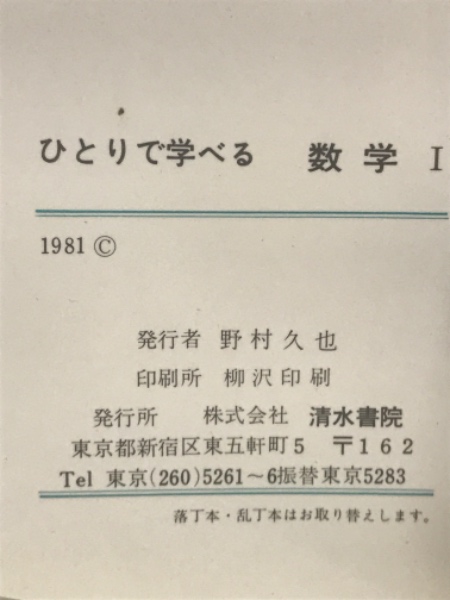 ひとりで学べる 数学 I
1981 ©
発行者 野村久也
印刷所 柳沢印刷
発行所 株式会社 清水書院
東京都新宿区東五軒町5 〒162
Tel 東京(260)5261〜6振替東京5283
落丁本・乱丁本はお取り替えします。